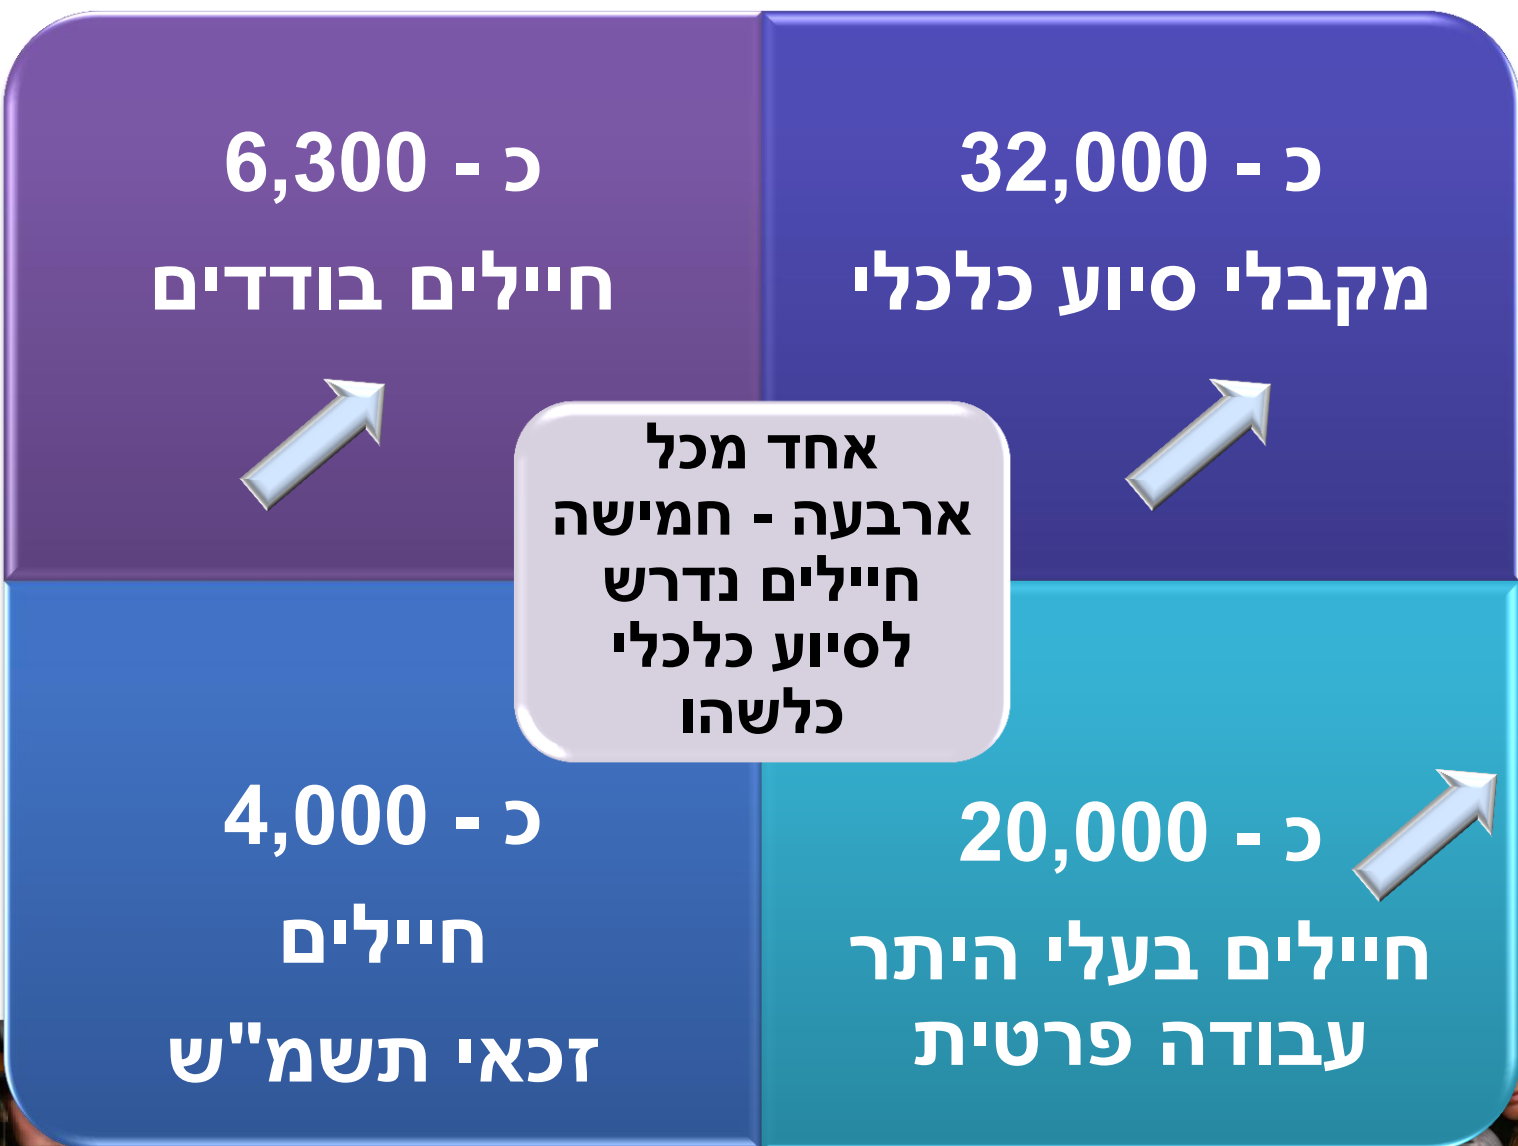 כ - 32,000
מקבלי סיוע כלכלי
כ - 6,300
חיילים בודדים
אחד מכל
ארבעה - חמישה
חיילים נדרש
לסיוע כלכלי
כלשהו
כ - 20,000
חיילים בעלי היתר
עבודה פרטית
כ - 4,000
חיילים
זכאי תשמ"ש